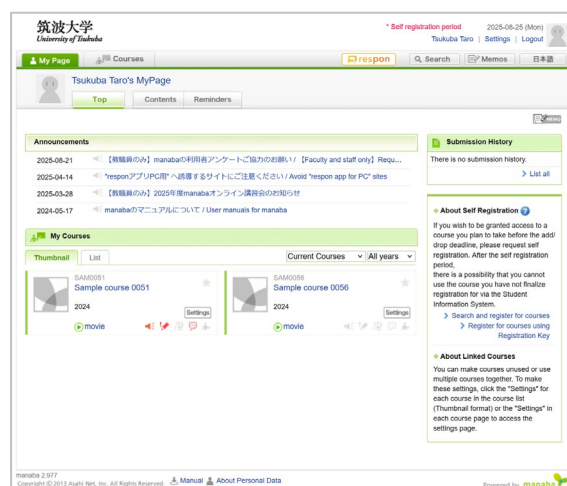 筑波大学
University of Tsukuba
* Self registration period 2025-08-25 (Mon)
Tsukuba Taro | Settings | Logout
My Page Courses respon Search Memos 日本語
Tsukuba Taro's MyPage
Top Contents Reminders
MEMO
Announcements
2025-08-21 【教職員のみ】manabaの利用者アンケートご協力のお願い / 【Faculty and staff only】Requ...
2025-04-14 "responアプリPC用" へ誘導するサイトにご注意ください / Avoid "respon app for PC" sites
2025-03-28 【教職員のみ】2025年度manabaオンライン講習会のお知らせ
2024-05-17 manabaのマニュアルについて / User manuals for manaba
My Courses
Thumbnail List Current Courses All years
SAM0051
Sample course 0051
2024
Settings
movie
SAM0056
Sample course 0056
2024
Settings
movie
Submission History
There is no submission history.
List all
About Self Registration
If you wish to be granted access to a
course you plan to take before the add/
drop deadline, please request self
registration. After the self registration
period,
there is a possibility that you cannot
use the course you have not finalize
registration for via the Student
Information System.
Search and register for courses
Register for courses using
Registration Key
About Linked Courses
You can make courses unused or use
multiple courses together. To make
these settings, click the "Settings" for
each course in the course list
(Thumbnail format) or the "Settings" in
each course page to access the
settings page.
manaba 2.977
Copyright © 2013 Asahi Net, Inc. All Rights Reserved. Manual About Personal Data
Powered by manaba